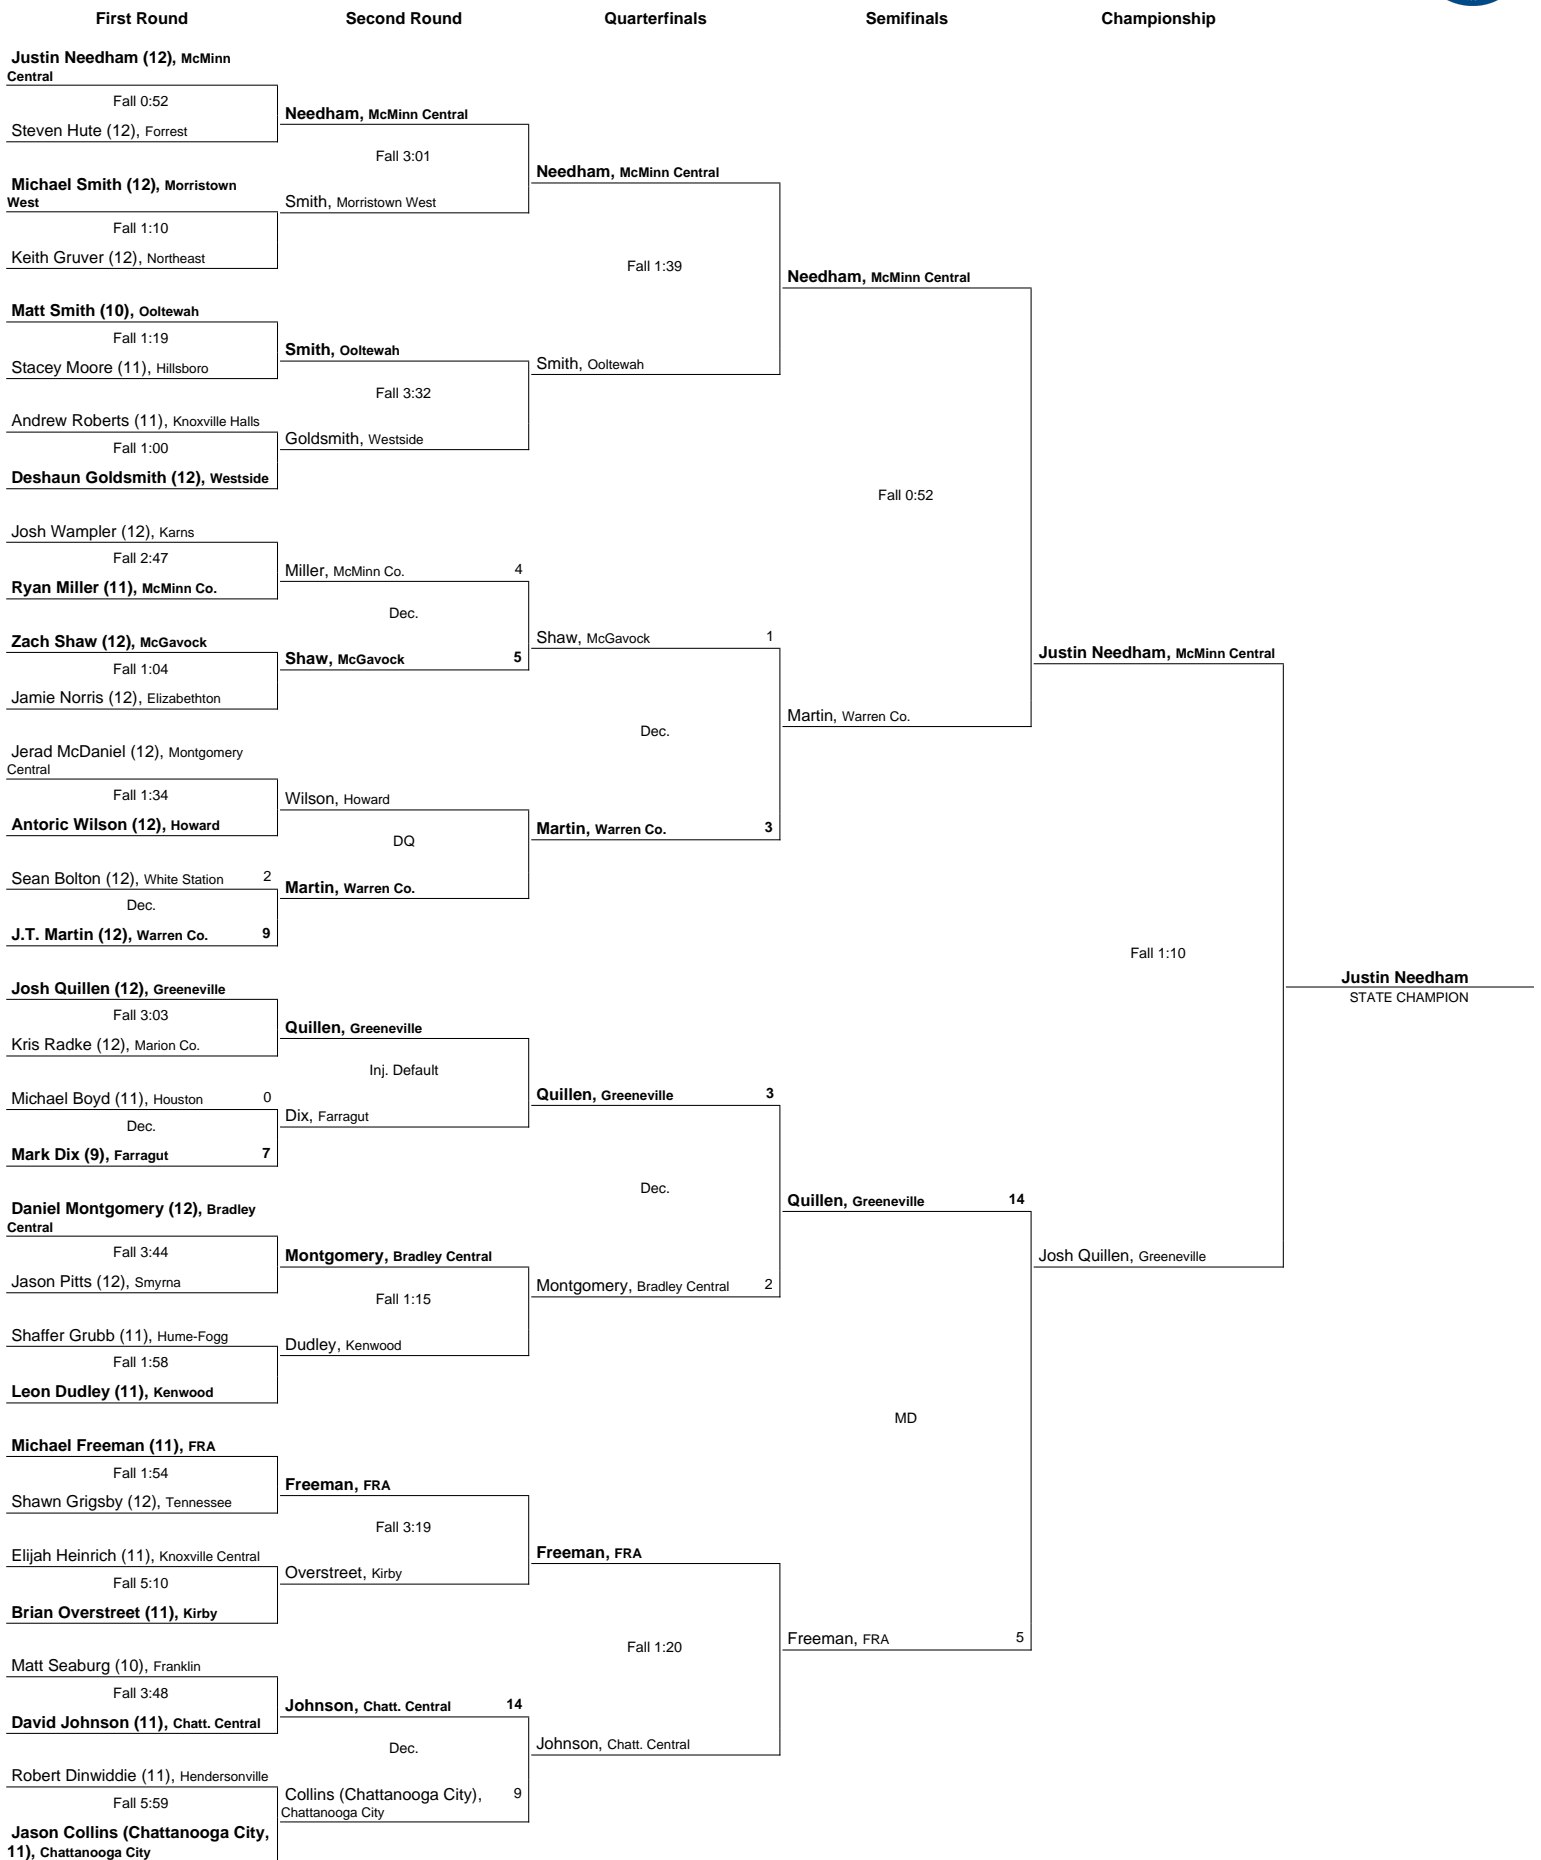 First Round
Second Round
Quarterfinals
Semifinals
Championship
Justin Needham (12), McMinn
Central
Fall 0:52
Steven Hute (12), Forrest
Michael Smith (12), Morristown
West
Fall 1:10
Keith Gruver (12), Northeast
Matt Smith (10), Ooltewah
Fall 1:19
Stacey Moore (11), Hillsboro
Andrew Roberts (11), Knoxville Halls
Fall 1:00
Deshaun Goldsmith (12), Westside
Josh Wampler (12), Karns
Fall 2:47
Ryan Miller (11), McMinn Co.
Zach Shaw (12), McGavock
Fall 1:04
Jamie Norris (12), Elizabethton
Jerad McDaniel (12), Montgomery
Central
Fall 1:34
Antoric Wilson (12), Howard
Sean Bolton (12), White Station 2
Dec.
J.T. Martin (12), Warren Co. 9
Josh Quillen (12), Greeneville
Fall 3:03
Kris Radke (12), Marion Co.
Michael Boyd (11), Houston 0
Dec.
Mark Dix (9), Farragut 7
Daniel Montgomery (12), Bradley
Central
Fall 3:44
Jason Pitts (12), Smyrna
Shaffer Grubb (11), Hume-Fogg
Fall 1:58
Leon Dudley (11), Kenwood
Michael Freeman (11), FRA
Fall 1:54
Shawn Grigsby (12), Tennessee
Elijah Heinrich (11), Knoxville Central
Fall 5:10
Brian Overstreet (11), Kirby
Matt Seaburg (10), Franklin
Fall 3:48
David Johnson (11), Chatt. Central
Robert Dinwiddie (11), Hendersonville
Fall 5:59
Jason Collins (Chattanooga City,
11), Chattanooga City
Needham, McMinn Central
Fall 3:01
Smith, Morristown West
Smith, Ooltewah
Fall 3:32
Goldsmith, Westside
Miller, McMinn Co. 4
Dec.
Shaw, McGavock 5
Wilson, Howard
DQ
Martin, Warren Co.
Quillen, Greeneville
Inj. Default
Dix, Farragut
Montgomery, Bradley Central
Fall 1:15
Dudley, Kenwood
Freeman, FRA
Fall 3:19
Overstreet, Kirby
Johnson, Chatt. Central 14
Dec.
Collins (Chattanooga City), 9
Chattanooga City
Needham, McMinn Central
Fall 1:39
Smith, Ooltewah
Shaw, McGavock 1
Dec.
Martin, Warren Co. 3
Quillen, Greeneville 3
Dec.
Montgomery, Bradley Central 2
Freeman, FRA
Fall 1:20
Johnson, Chatt. Central
Needham, McMinn Central
Fall 0:52
Martin, Warren Co.
Quillen, Greeneville 14
MD
Freeman, FRA 5
Justin Needham, McMinn Central
Fall 1:10
Josh Quillen, Greeneville
Justin Needham
STATE CHAMPION